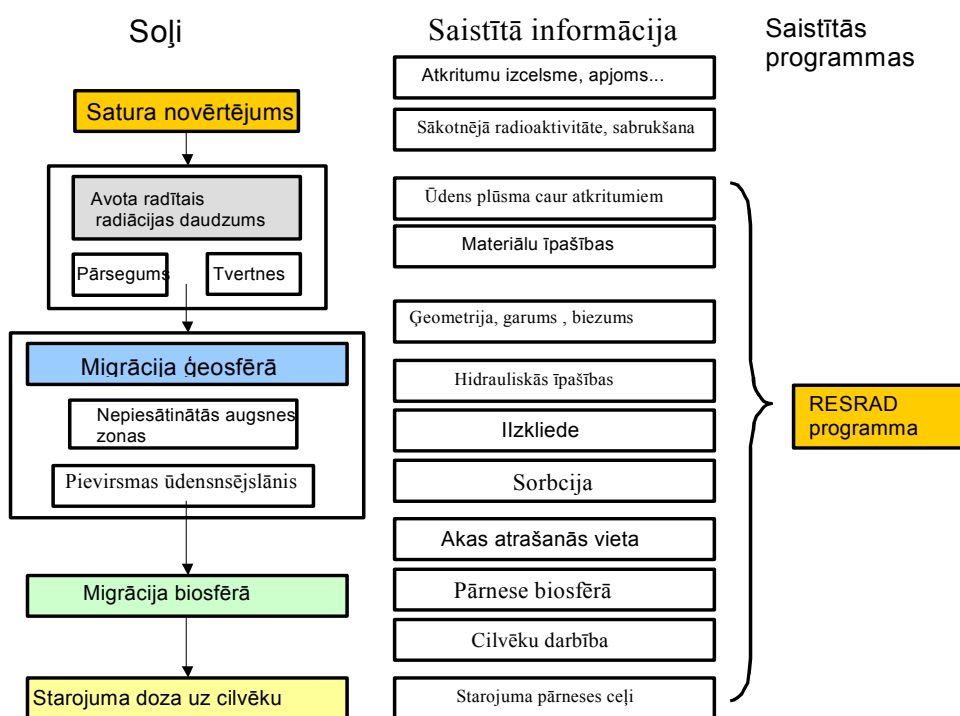 Soļi
Satura novērtējums
Avota radītais
radiācijas daudzums
Pārsegums
Tvertnes
Migrācija ģeosfērā
Nepiesātinātās augsnes
zonas
Pievirsmas ūdensnsējslānis
Migrācija biosfērā
Starojuma doza uz cilvēku
Saistītā informācija
Atkritumu izcelsme, apjoms...
Sākotnējā radioaktivitāte, sabrukšana
Ūdens plūsma caur atkritumiem
Materiālu īpašības
Ģeometrija, garums , biezums
Hidrauliskās īpašības
IIzkliede
Sorbcija
Akas atrašanās vieta
Pārnese biosfērā
Cilvēku darbība
Starojuma pārneses ceļi
Saistītās
programmas
RESRAD
programma